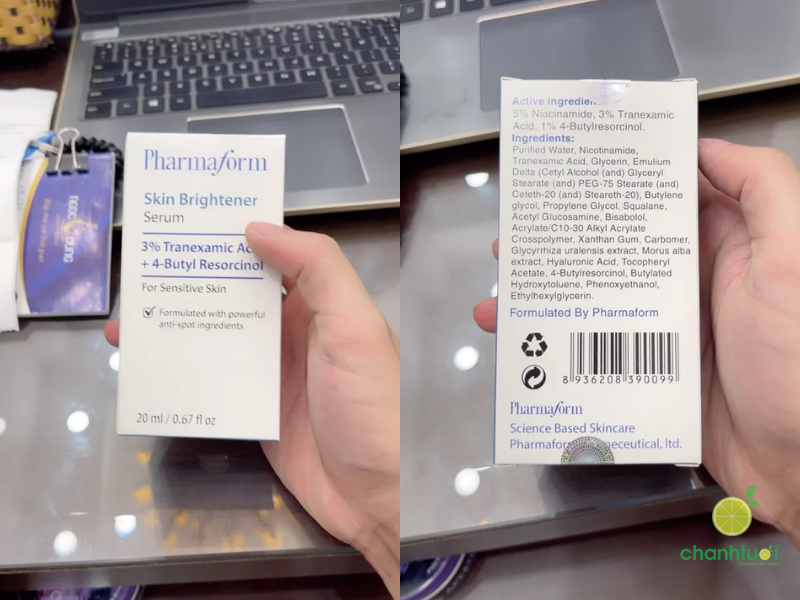 Pharmaform
Skin Brightener
Serum
3% Tranexamic Ac
+ 4-Butyl Resorcinol
For Sensitive Skin
Formulated with powerful
anti-spot ingredients
20 ml / 0.67 fl oz
Active Ingredien
5% Niacinamide, 3% Tranexamic
Acid, 1% 4-Butylresorcinol.
Ingredients:
Purified Water, Nicotinamide,
Tranexamic Acid, Glycerin, Emulium
Delta (Cetyl Alcohol (and) Glyceryl
Stearate (and) PEG-75 Stearate (and)
Ceteth-20 (and) Steareth-20), Butylene
glycol, Propylene Glycol, Squalane,
Acetyl Glucosamine, Bisabolol,
Acrylate/C10-30 Alkyl Acrylate
Crosspolymer, Xanthan Gum, Carbomer,
Glycyrrhiza uralensis extract, Morus alba
extract, Hyaluronic Acid, Tocopheryl
Acetate, 4-Butylresorcinol, Butylated
Hydroxytoluene, Phenoxyethanol,
Ethylhexylglycerin.
Formulated By Pharmaform
8 936208 390099
Pharmaform
Science Based Skincare
Pharmafor ceutical, ltd.
chanhtươi